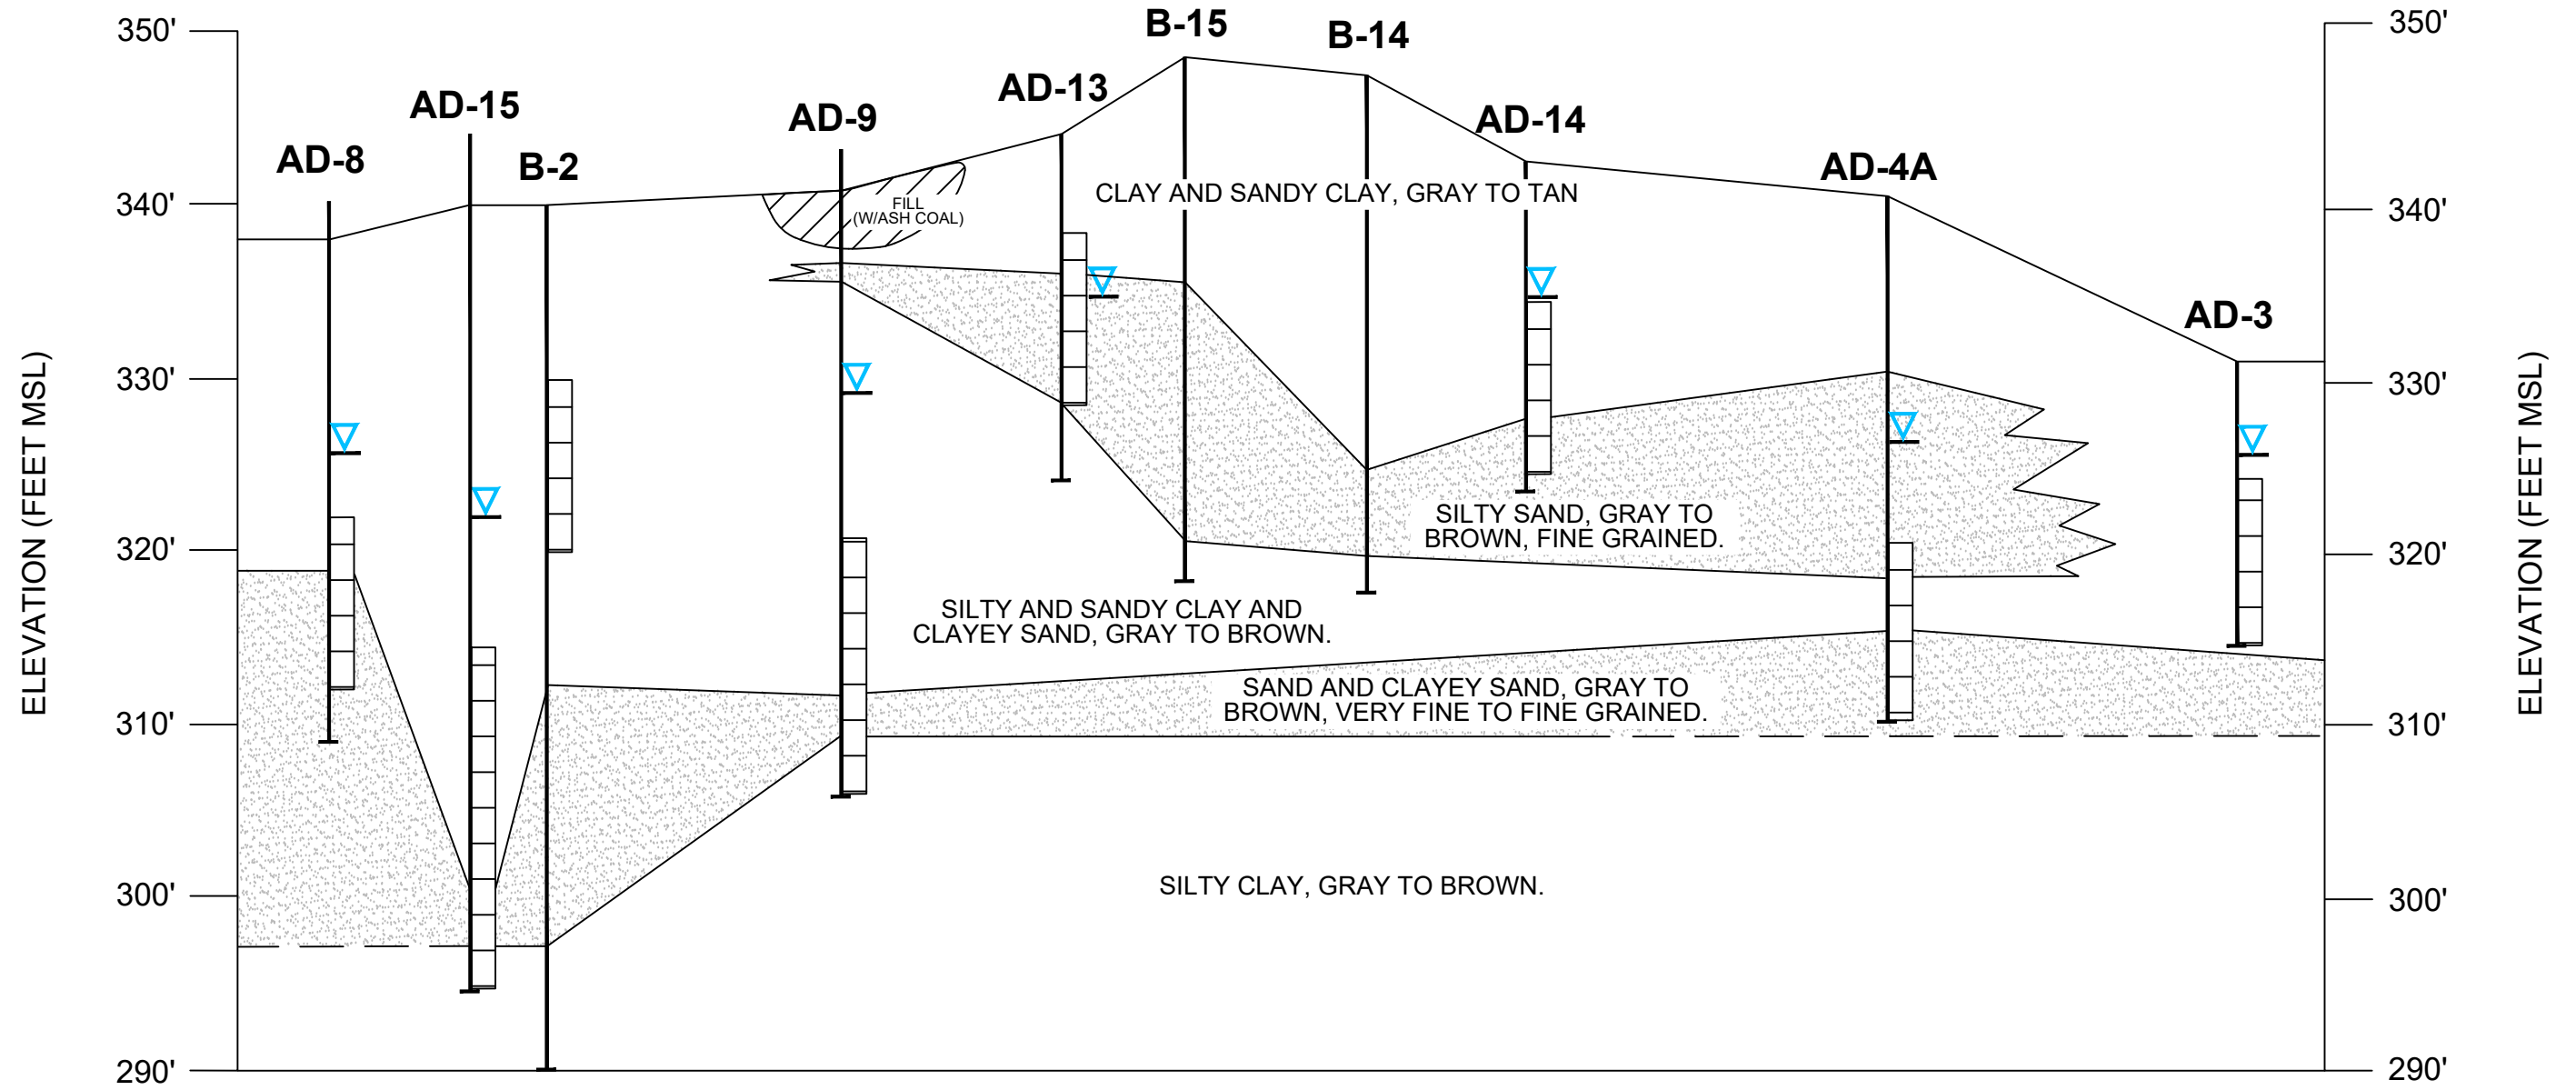 B-15
B-14
350'
350'
AD-13
AD-15
AD-9
AD-14
AD-8
B-2
AD-4A
CLAY AND SANDY CLAY, GRAY TO TAN
340'
FILL
(W/ASH COAL)
340'
AD-3
330'
330'
ELEVATION (FEET MSL)
ELEVATION (FEET MSL)
SILTY SAND, GRAY TO
BROWN, FINE GRAINED.
320'
320'
SILTY AND SANDY CLAY AND
CLAYEY SAND, GRAY TO BROWN.
SAND AND CLAYEY SAND, GRAY TO
BROWN, VERY FINE TO FINE GRAINED.
310'
310'
SILTY CLAY, GRAY TO BROWN.
300'
300'
290'
290'